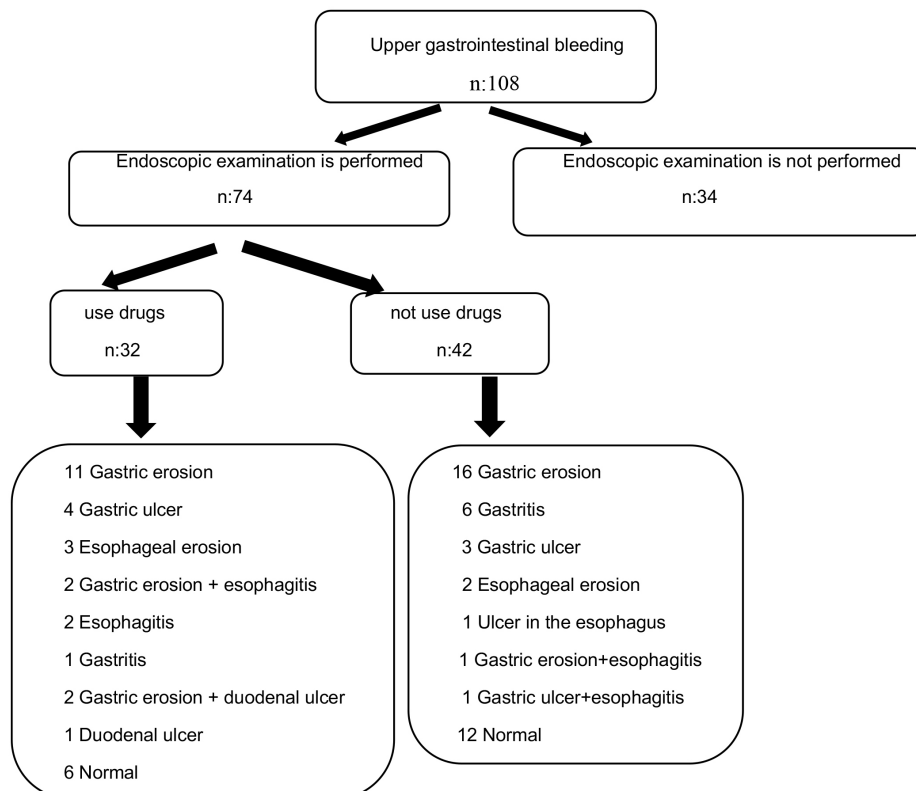 Upper gastrointestinal bleeding
n:108
Endoscopic examination is performed
n:74
Endoscopic examination is not performed
n:34
use drugs
n:32
not use drugs
n:42
11 Gastric erosion
4 Gastric ulcer
3 Esophageal erosion
2 Gastric erosion + esophagitis
2 Esophagitis
1 Gastritis
2 Gastric erosion + duodenal ulcer
1 Duodenal ulcer
6 Normal
16 Gastric erosion
6 Gastritis
3 Gastric ulcer
2 Esophageal erosion
1 Ulcer in the esophagus
1 Gastric erosion+esophagitis
1 Gastric ulcer+esophagitis
12 Normal